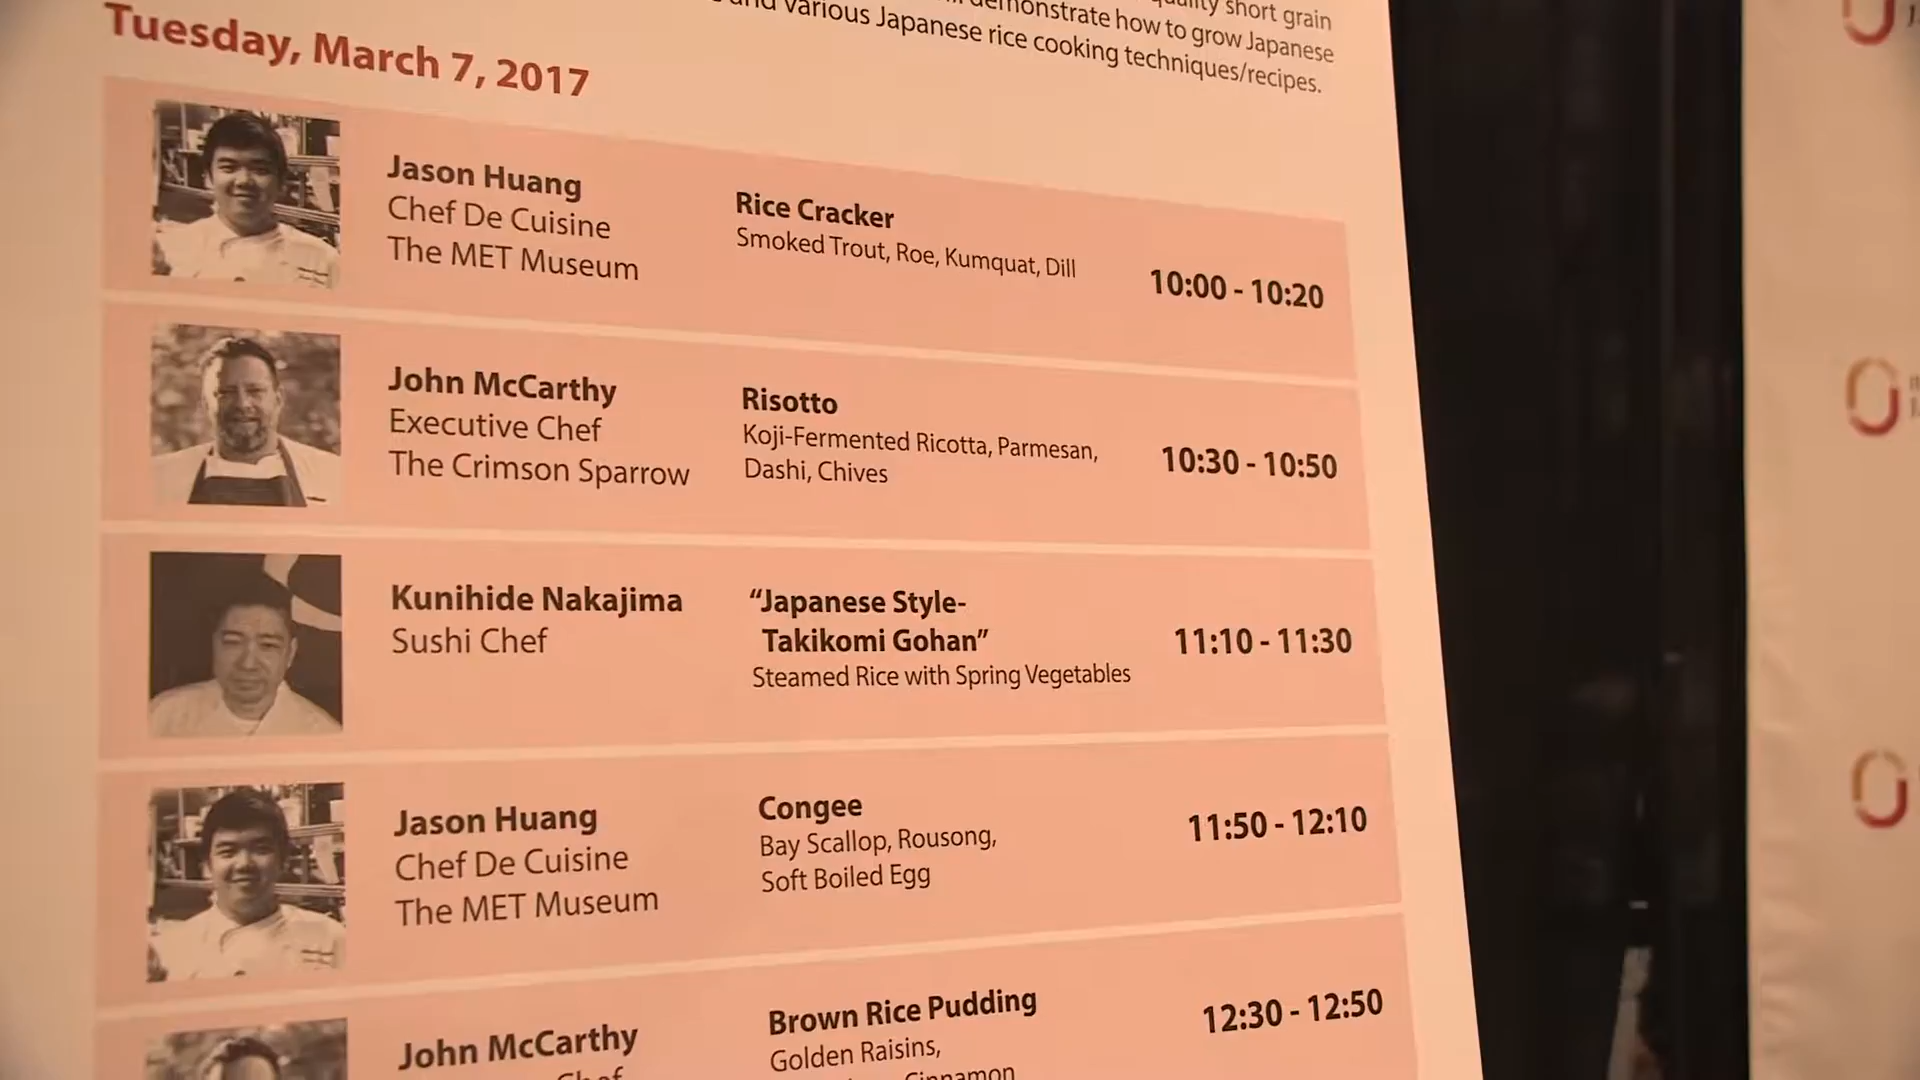 short grain
demonstrate how to grow Japanese
and various Japanese rice cooking techniques/recipes.
Tuesday, March 7, 2017
Jason Huang
Chef De Cuisine
The MET Museum
Rice Cracker
Smoked Trout, Roe, Kumquat, Dill
10:00 - 10:20
John McCarthy
Executive Chef
The Crimson Sparrow
Risotto
Koji-Fermented Ricotta, Parmesan,
Dashi, Chives
10:30 - 10:50
Kunihide Nakajima
Sushi Chef
“Japanese Style-
Takikomi Gohan”
Steamed Rice with Spring Vegetables
11:10 - 11:30
Jason Huang
Chef De Cuisine
The MET Museum
Congee
Bay Scallop, Rousong,
Soft Boiled Egg
11:50 - 12:10
John McCarthy
Chef
Brown Rice Pudding
Golden Raisins,
Cinnamon
12:30 - 12:50